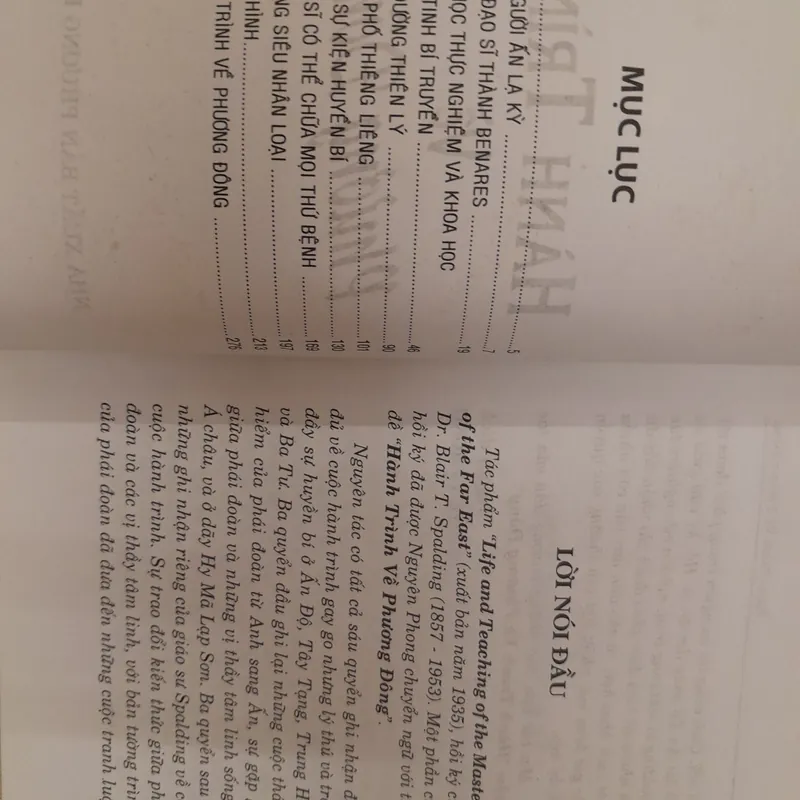 MỤC LỤC
GƯỜI ẤN LẠ KỲ ........ 5
ĐẠO SĨ THÀNH BENARES ........ 7
HỌC THỰC NGHIỆM VÀ KHOA HỌC ........ 19
TINH BÍ TRUYỀN ........ 46
ƯỜNG THIÊN LÝ ........ 90
PHỐ THIÊNG LIÊNG ........ 101
SỰ KIỆN HUYỀN BÍ ........ 130
SĨ CÓ THỂ CHỮA MỌI THỨ BỆNH ........ 169
NG SIÊU NHÂN LOẠI ........ 197
HÌNH ........ 213
TRÌNH VỀ PHƯƠNG ĐÔNG ........ 276
LỜI NÓI ĐẦU
Tác phẩm “Life and Teaching of the Maste
of the Far East” (xuất bản năm 1935), hồi ký c
Dr. Blair T. Spalding (1857 - 1953). Một phần c
hồi ký đã được Nguyên Phong chuyển ngữ với t
đề “Hành Trình Về Phương Đông”.
Nguyên tác có tất cả sáu quyển ghi nhận đ
đủ về cuộc hành trình gay go nhưng lý thú và tr
đầy sự huyền bí ở Ấn Độ, Tây Tạng, Trung H
và Ba Tư. Ba quyển đầu ghi lại những cuộc thá
hiểm của phái đoàn từ Anh sang Ấn, sự gặp
giữa phái đoàn và những vị thầy tâm linh sống
Á châu, và ở dãy Hy Mã Lạp Sơn. Ba quyển sau
những ghi nhận riêng của giáo sư Spalding về c
cuộc hành trình. Sự trao đổi kiến thức giữa ph
đoàn và các vị thầy tâm linh, với bản tường trìn
của phái đoàn đã đưa đến những cuộc tranh luậ